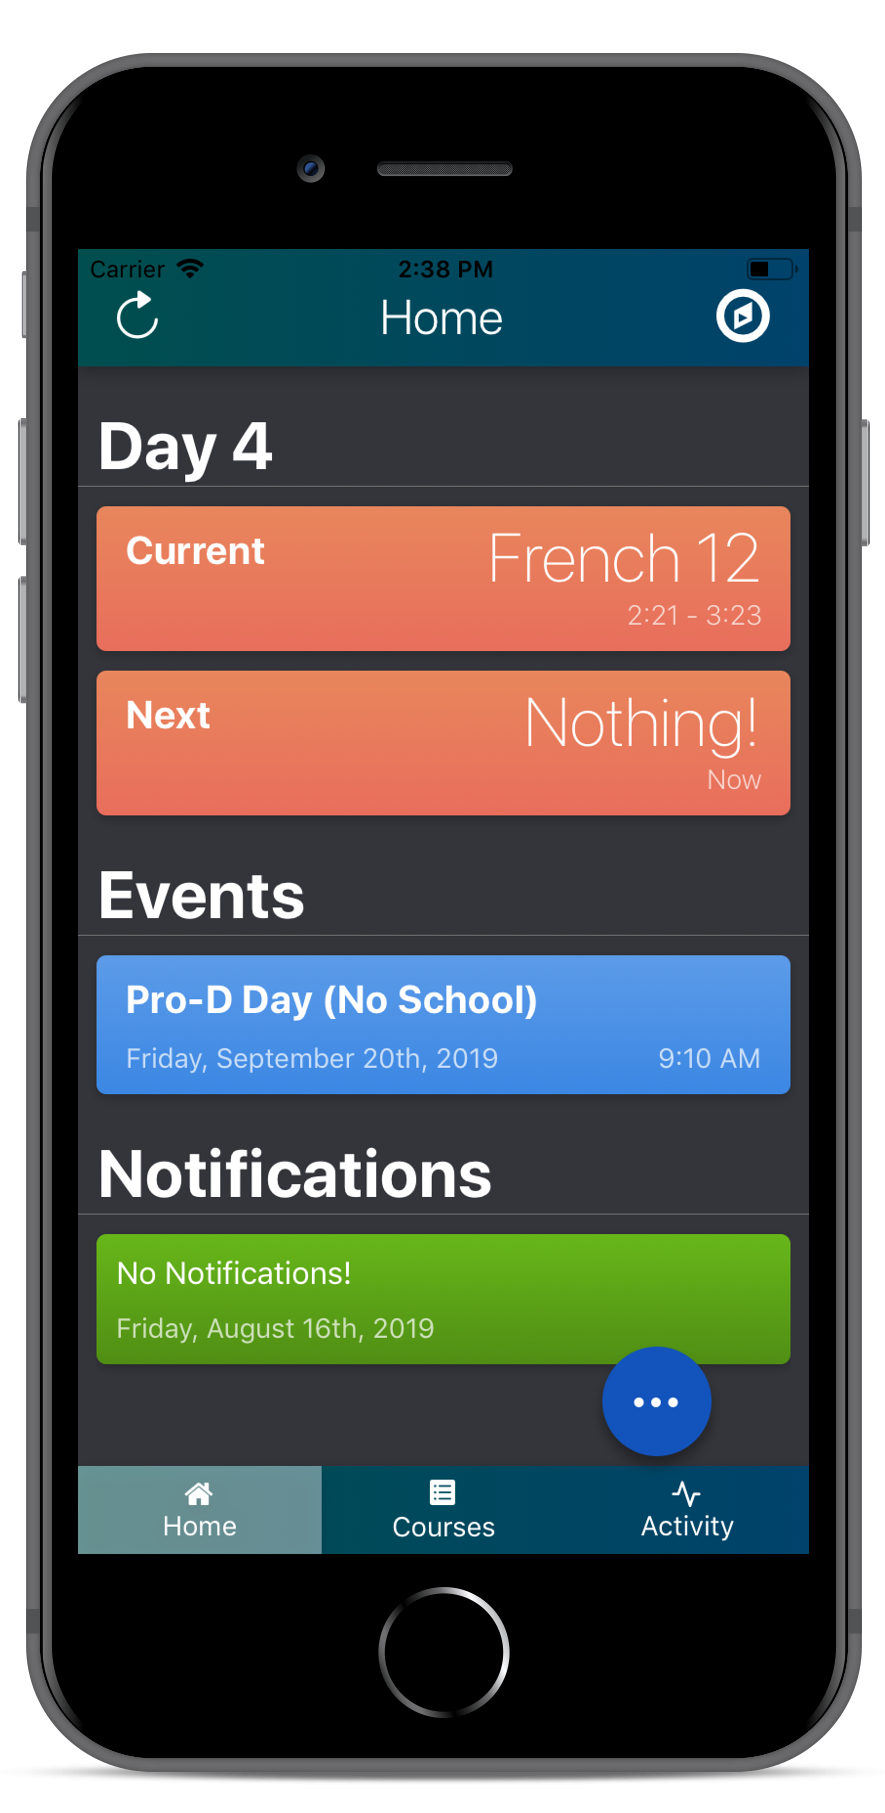 Carrier 2:38 PM
Home
Day 4
Current French 12
2:21 - 3:23
Next Nothing!
Now
Events
Pro-D Day (No School)
Friday, September 20th, 2019 9:10 AM
Notifications
No Notifications!
Friday, August 16th, 2019
Home Courses Activity